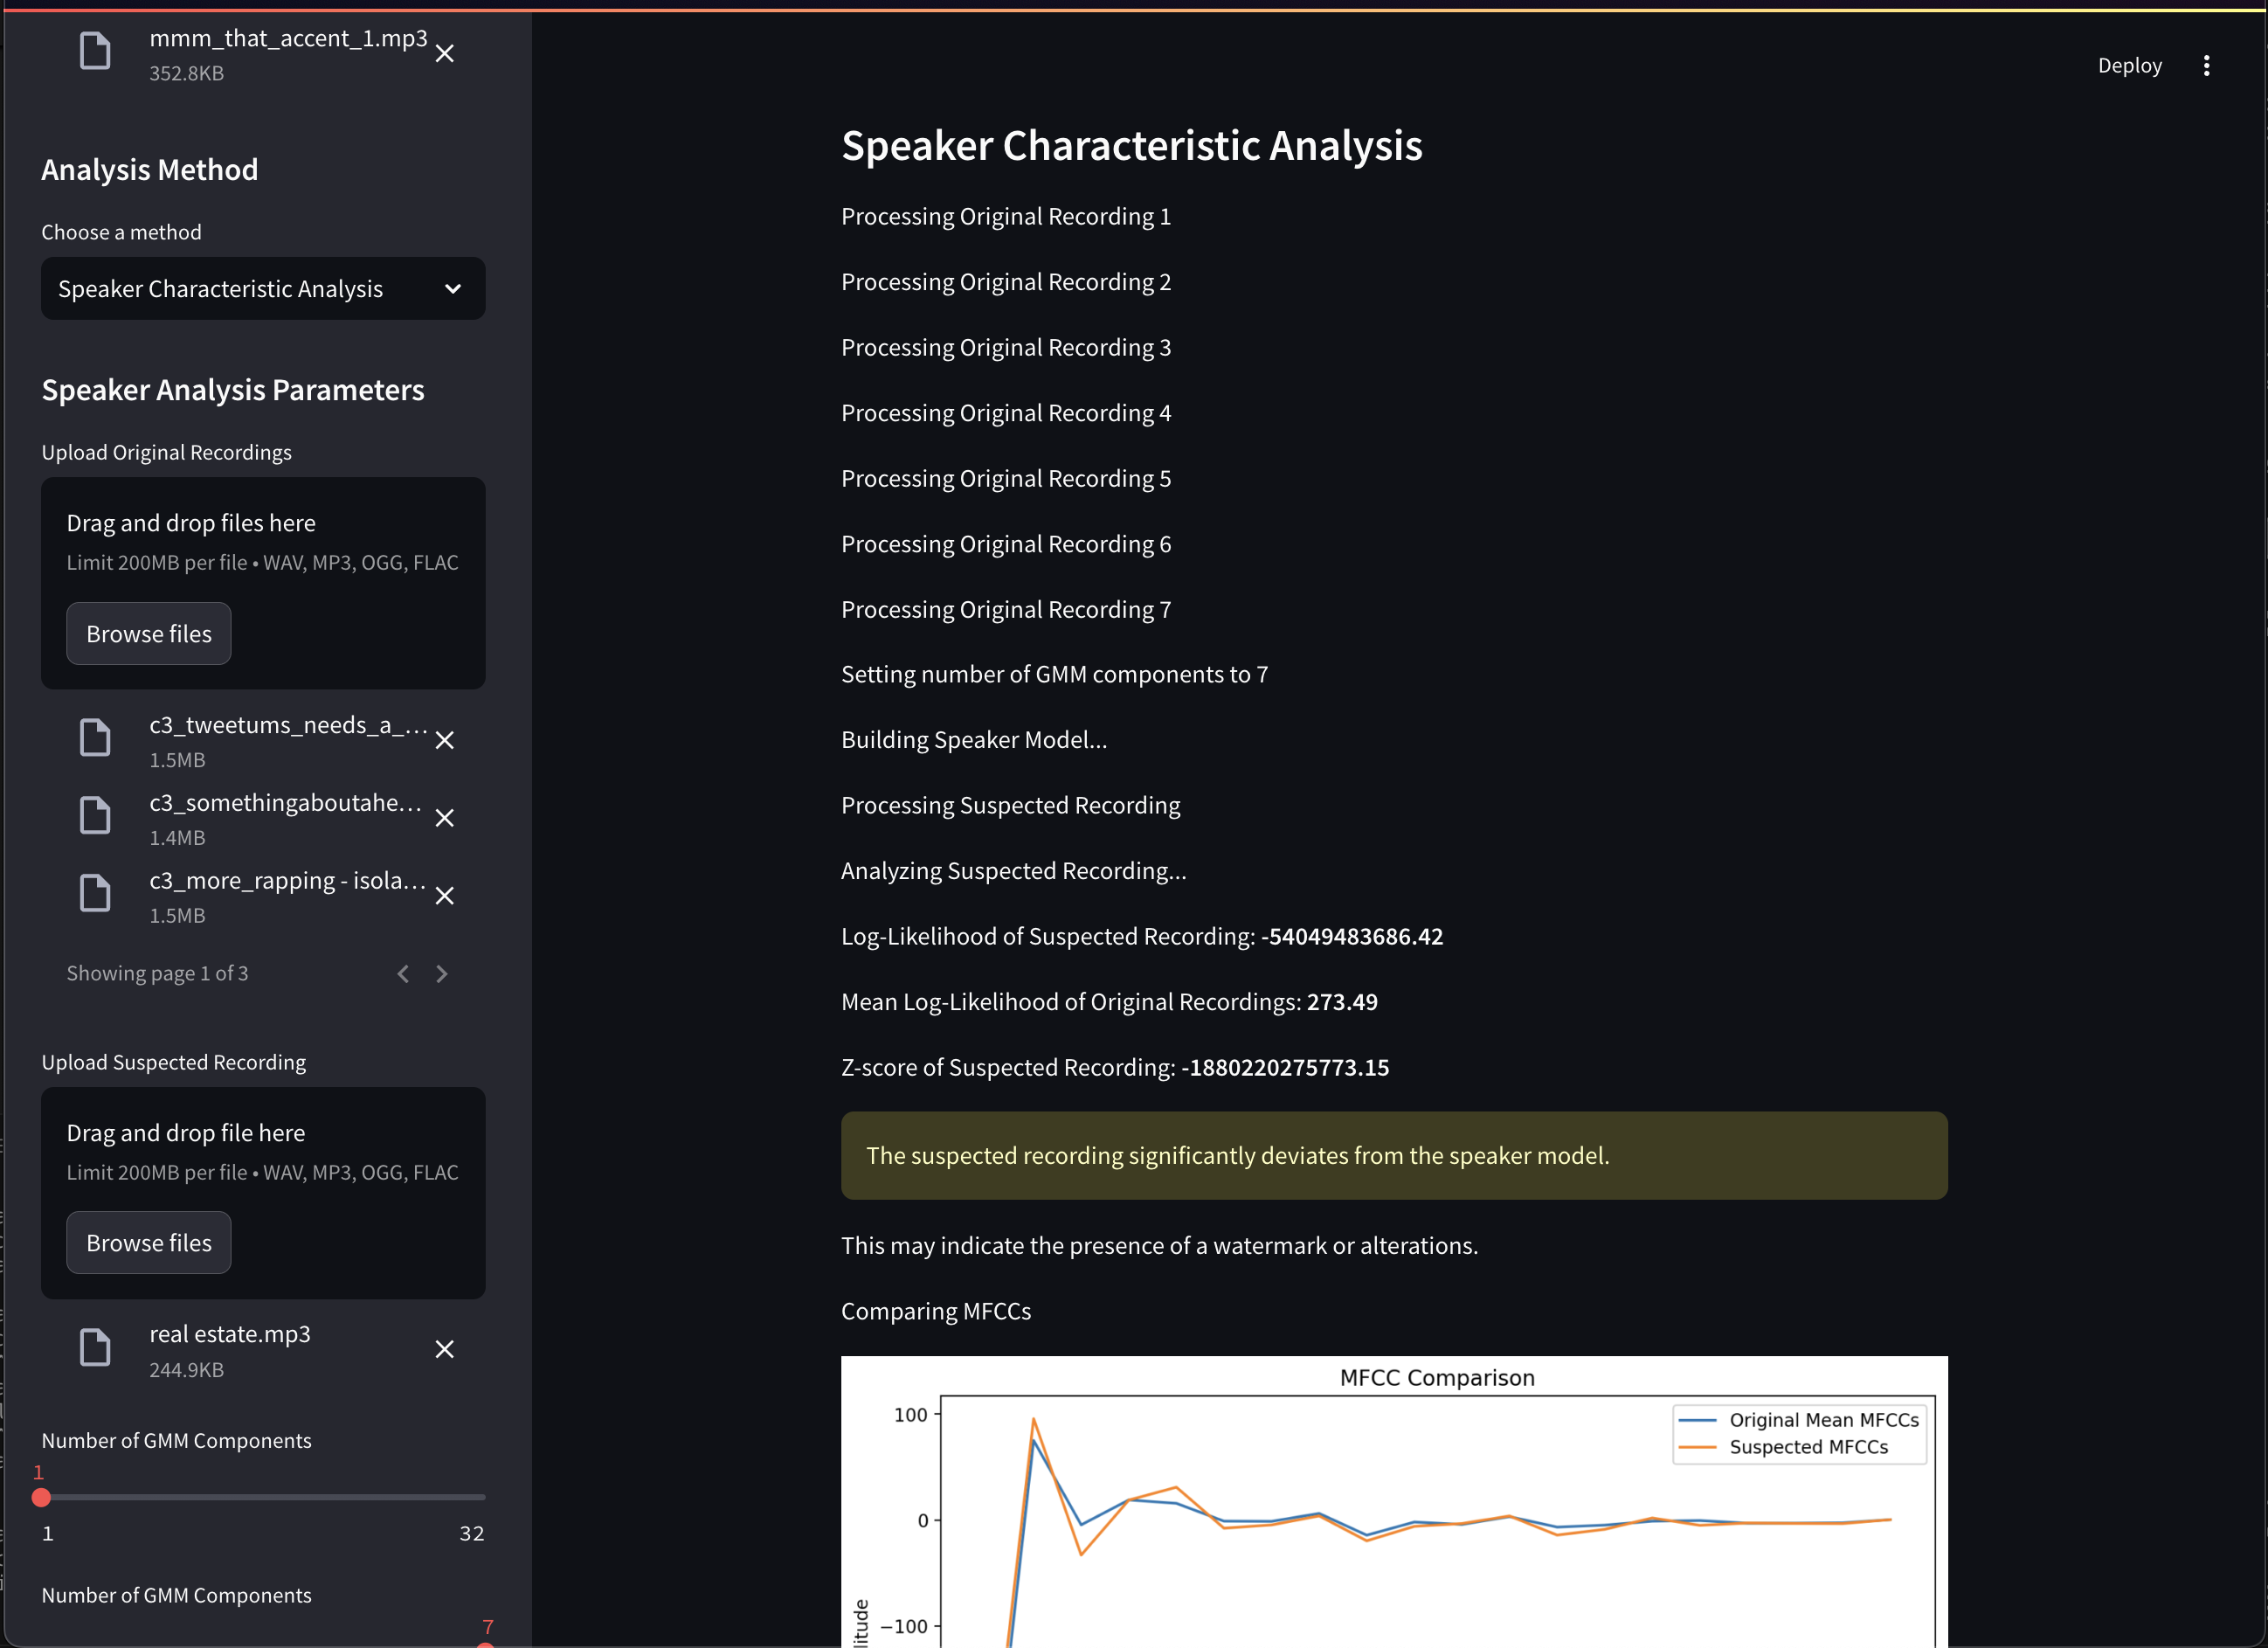 mmm_that_accent_1.mp3
352.8KB
Analysis Method
Choose a method
Speaker Characteristic Analysis
Speaker Analysis Parameters
Upload Original Recordings
Drag and drop files here
Limit 200MB per file • WAV, MP3, OGG, FLAC
Browse files
c3_tweetums_needs_a_...
1.5MB
c3_somethingaboutahe...
1.4MB
c3_more_rapping - isola...
1.5MB
Showing page 1 of 3
Upload Suspected Recording
Drag and drop file here
Limit 200MB per file • WAV, MP3, OGG, FLAC
Browse files
real estate.mp3
244.9KB
Number of GMM Components
1
1 32
Number of GMM Components
7
Deploy
Speaker Characteristic Analysis
Processing Original Recording 1
Processing Original Recording 2
Processing Original Recording 3
Processing Original Recording 4
Processing Original Recording 5
Processing Original Recording 6
Processing Original Recording 7
Setting number of GMM components to 7
Building Speaker Model...
Processing Suspected Recording
Analyzing Suspected Recording...
Log-Likelihood of Suspected Recording: -54049483686.42
Mean Log-Likelihood of Original Recordings: 273.49
Z-score of Suspected Recording: -1880220275773.15
The suspected recording significantly deviates from the speaker model.
This may indicate the presence of a watermark or alterations.
Comparing MFCCs
MFCC Comparison
Original Mean MFCCs
Suspected MFCCs
100
0
−100
litude